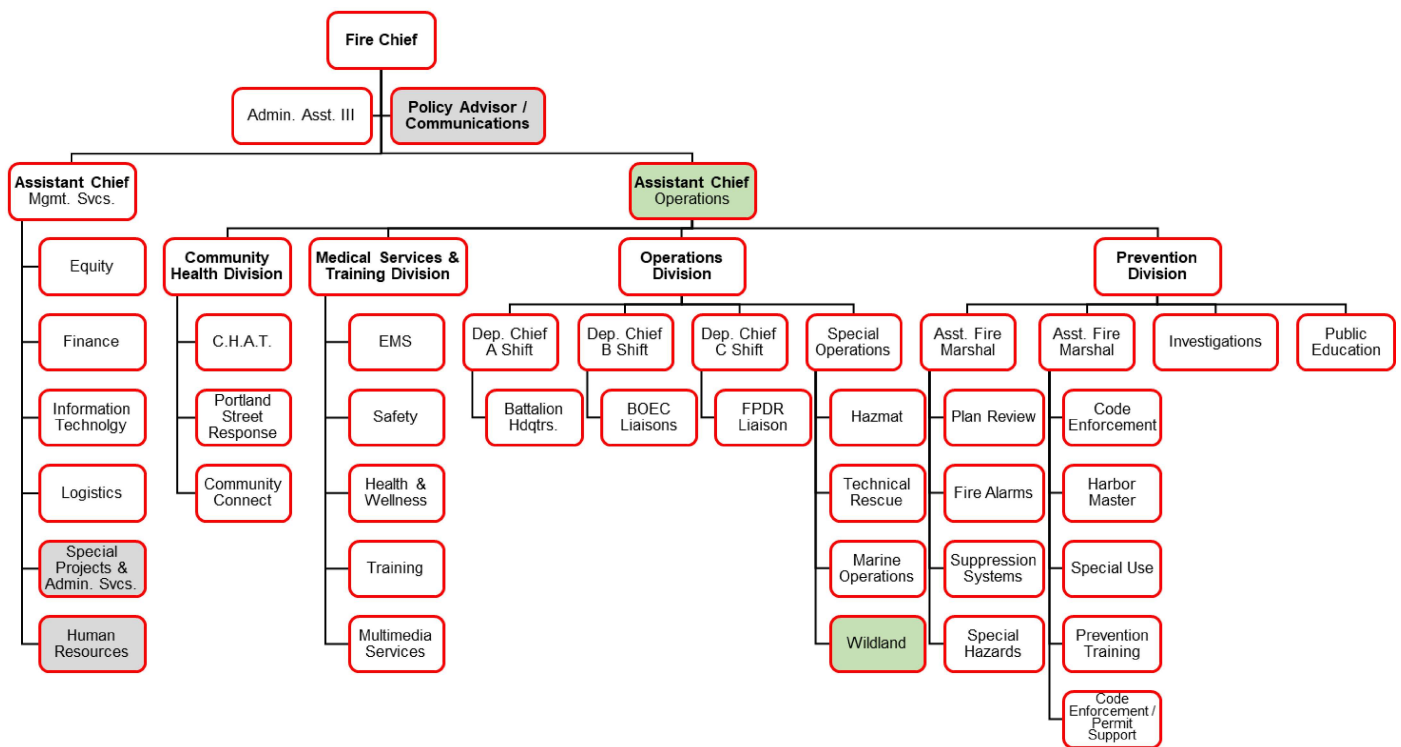 Fire Chief
Admin. Asst. III
Policy Advisor /
Communications
Assistant Chief
Mgmt. Svcs.
Assistant Chief
Operations
Equity
Finance
Information
Technolgy
Logistics
Special
Projects &
Admin. Svcs.
Human
Resources
Community
Health Division
C.H.A.T.
Portland
Street
Response
Community
Connect
Medical Services &
Training Division
EMS
Safety
Health &
Wellness
Training
Multimedia
Services
Operations
Division
Dep. Chief
A Shift
Battalion
Hdqtrs.
Dep. Chief
B Shift
BOEC
Liaisons
Dep. Chief
C Shift
FPDR
Liaison
Special
Operations
Hazmat
Technical
Rescue
Marine
Operations
Wildland
Prevention
Division
Asst. Fire
Marshal
Plan Review
Fire Alarms
Suppression
Systems
Special
Hazards
Asst. Fire
Marshal
Code
Enforcement
Harbor
Master
Special Use
Prevention
Training
Code
Enforcement /
Permit
Support
Investigations
Public
Education